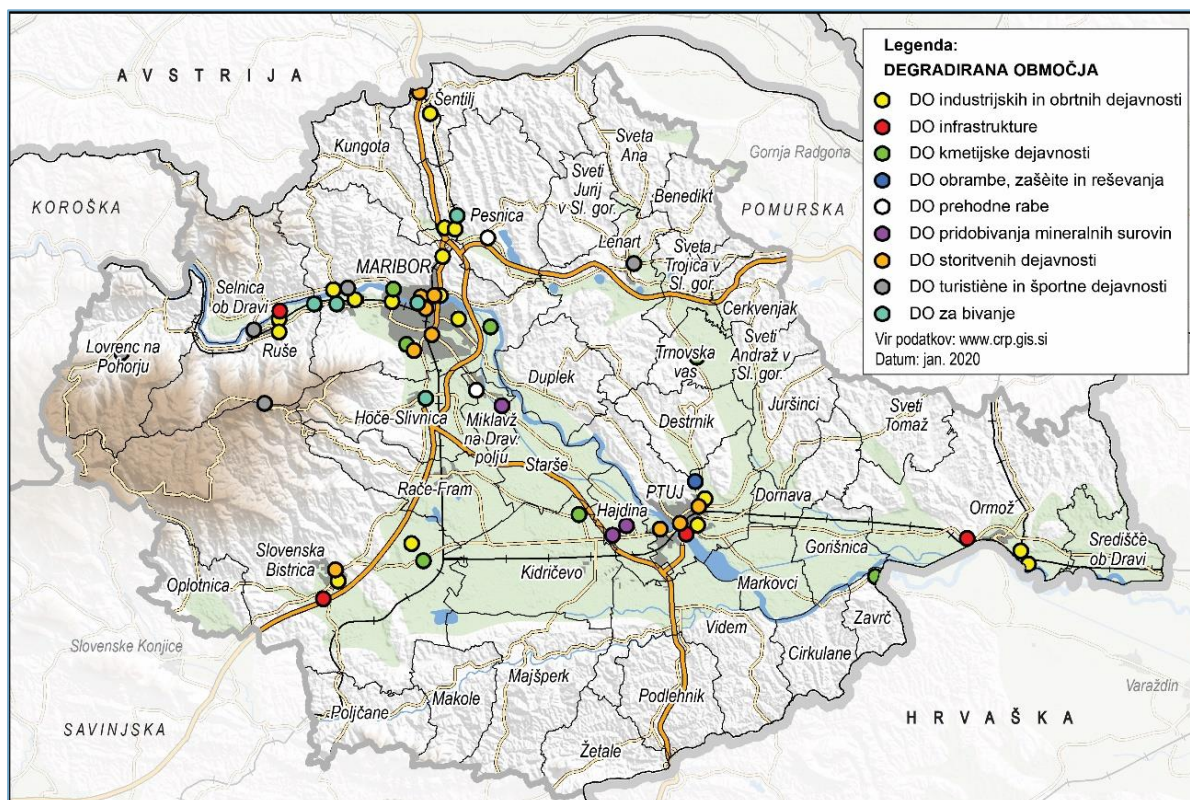 Legenda:
DEGRADIRANA OBMOČJA
DO industrijskih in obrtnih dejavnosti
DO infrastrukture
DO kmetijske dejavnosti
DO obrambe, zašèite in reševanja
DO prehodne rabe
DO pridobivanja mineralnih surovin
DO storitvenih dejavnosti
DO turistiène in športne dejavnosti
DO za bivanje
Vir podatkov: www.crp.gis.si
Datum: jan. 2020
AVSTRIJA
Šentilj
Kungota
Sveta
Ana
Gornja Radgona
Sveti
Jurij
v Sl. gor.
Benedikt
KOROŠKA
POMURSKA
Pesnica
Lenart
Sveta
Trojica v
Sl. gor.
MARIBOR
Selnica
ob Dravi
Cerkvenjak
Ruše
Lovrenc na
Pohorju
Sveti
Andraž v
Sl. gor.
Trnovska
vas
Duplek
Hoče-Slivnica
Miklavž
na Drav.
polju
Destrnik
Juršinci
Sveti
Tomaž
Starše
Rače-Fram
PTUJ
Dornava
Hajdina
Ormož
Slovenska
Bistrica
Gorišnica
Središče
ob Dravi
Oplotnica
Kidričevo
Markovci
Zavrč
Videm
Cirkulane
Slovenske Konjice
Majšperk
Makole
Podlehnik
Poljčane
Varaždin
SAVINJSKA
HRVAŠKA
Žetale